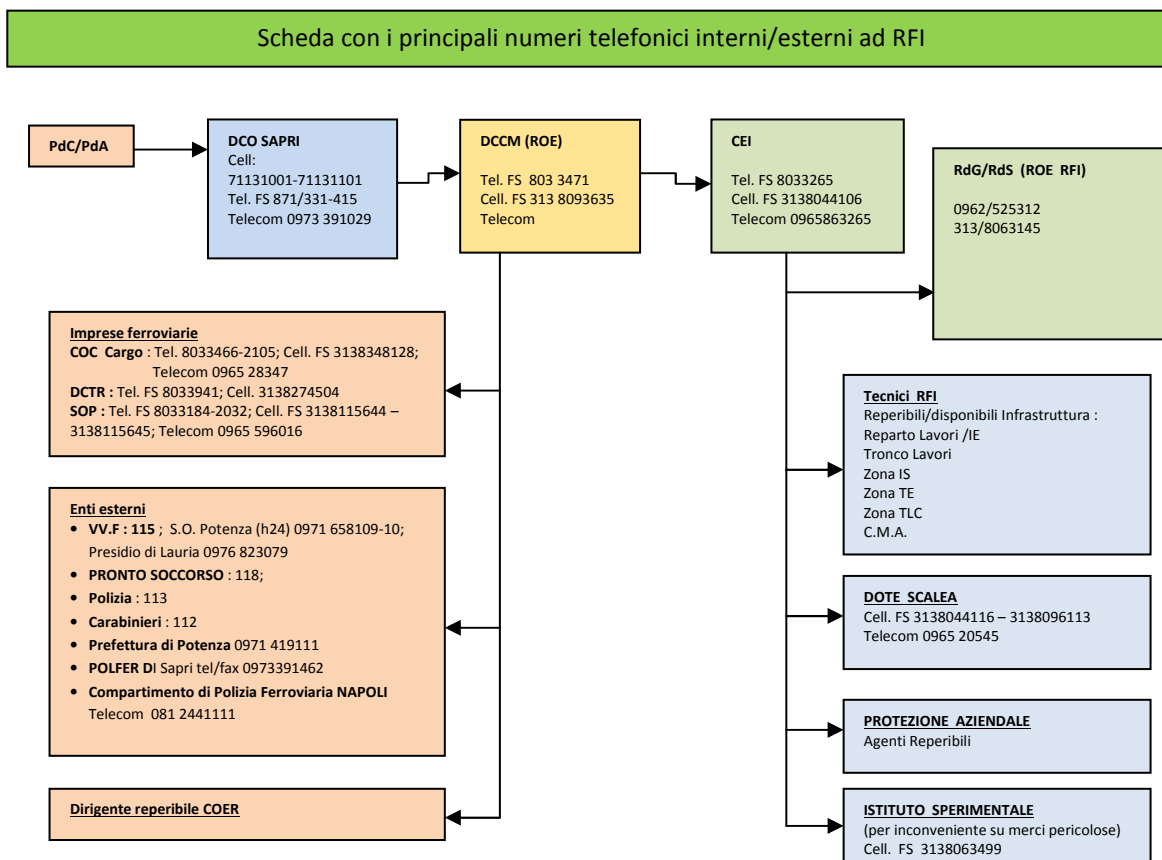 Scheda con i principali numeri telefonici interni/esterni ad RFI
PdC/PdA
DCO SAPRI
Cell:
71131001-71131101
Tel. FS 871/331-415
Telecom 0973 391029
DCCM (ROE)
Tel. FS 803 3471
Cell. FS 313 8093635
Telecom
CEI
Tel. FS 8033265
Cell. FS 3138044106
Telecom 0965863265
RdG/RdS (ROE RFI)
0962/525312
313/8063145
Imprese ferroviarie
COC Cargo : Tel. 8033466-2105; Cell. FS 3138348128;
Telecom 0965 28347
DCTR : Tel. FS 8033941; Cell. 3138274504
SOP : Tel. FS 8033184-2032; Cell. FS 3138115644 –
3138115645; Telecom 0965 596016
Enti esterni
• VV.F : 115 ; S.O. Potenza (h24) 0971 658109-10;
Presidio di Lauria 0976 823079
• PRONTO SOCCORSO : 118;
• Polizia : 113
• Carabinieri : 112
• Prefettura di Potenza 0971 419111
• POLFER DI Sapri tel/fax 0973391462
• Compartimento di Polizia Ferroviaria NAPOLI
Telecom 081 2441111
Dirigente reperibile COER
Tecnici RFI
Reperibili/disponibili Infrastruttura :
Reparto Lavori /IE
Tronco Lavori
Zona IS
Zona TE
Zona TLC
C.M.A.
DOTE SCALEA
Cell. FS 3138044116 – 3138096113
Telecom 0965 20545
PROTEZIONE AZIENDALE
Agenti Reperibili
ISTITUTO SPERIMENTALE
(per inconveniente su merci pericolose)
Cell. FS 3138063499